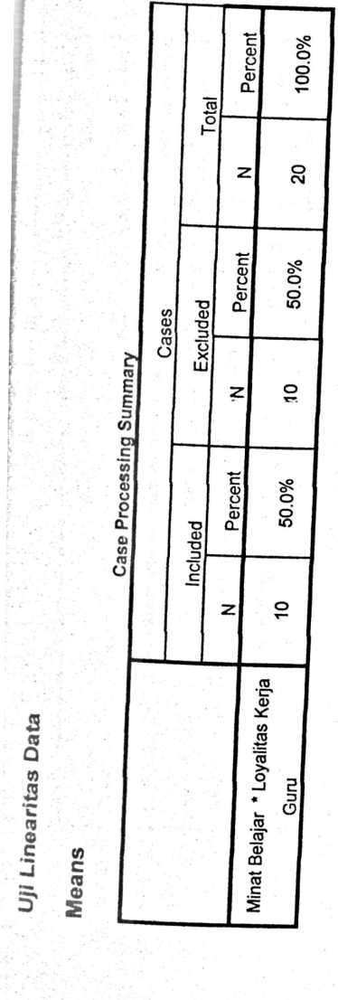 Uji Linearitas Data
Means
Case Processing Summary
Cases
Included Excluded Total
N Percent N Percent N Percent
Minat Belajar * Loyalitas Kerja
Guru
10 50.0% 10 50.0% 20 100.0%